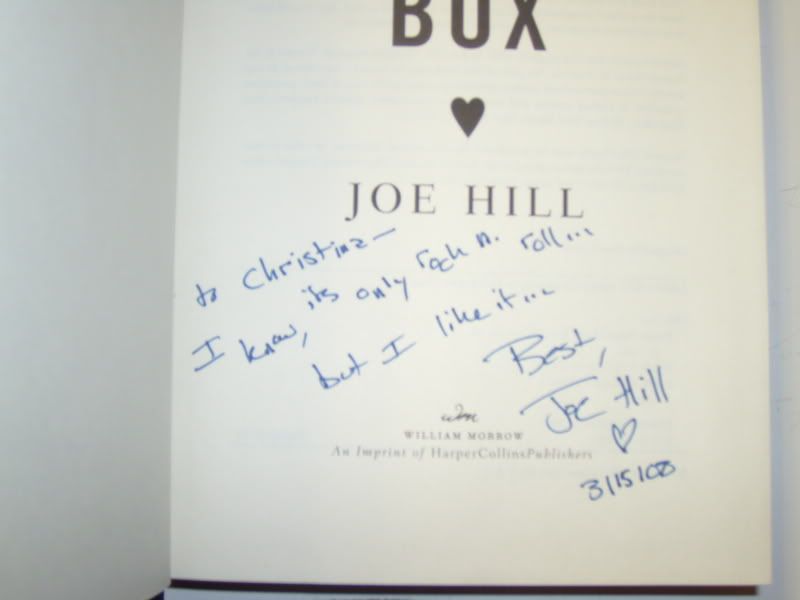 BOX
JOE HILL
to Christina—
I know, its only rock n. roll...
but I like it...
Best,
Joe Hill
3/15/08
wm
WILLIAM MORROW
An Imprint of HarperCollinsPublishers